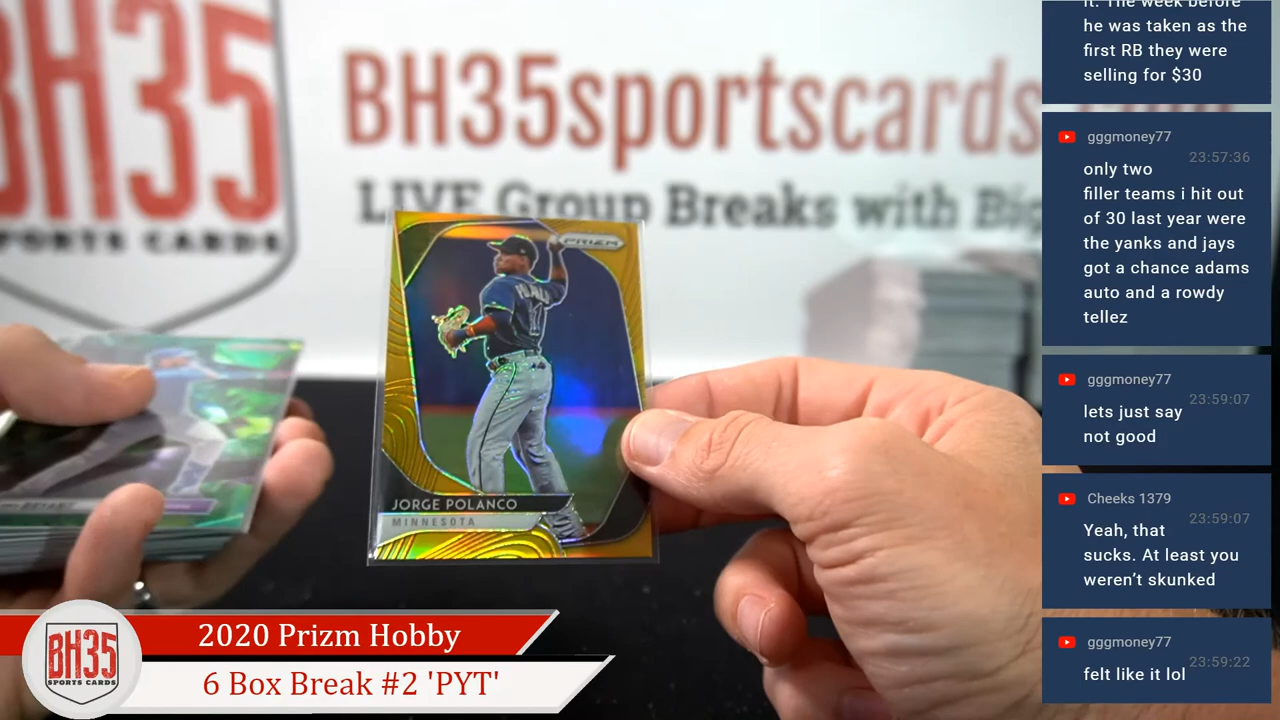 BH35
SPORTS CARDS
BH35sportscards
LIVE Group Breaks with Big
PRIZM
POLANCO
11
JORGE POLANCO
MINNESOTA
BH35
SPORTS CARDS
2020 Prizm Hobby
6 Box Break #2 'PYT'
it. The week before
he was taken as the
first RB they were
selling for $30
gggmoney77
23:57:36
only two
filler teams i hit out
of 30 last year were
the yanks and jays
got a chance adams
auto and a rowdy
tellez
gggmoney77
23:59:07
lets just say
not good
Cheeks 1379
23:59:07
Yeah, that
sucks. At least you
weren't skunked
gggmoney77
23:59:22
felt like it lol